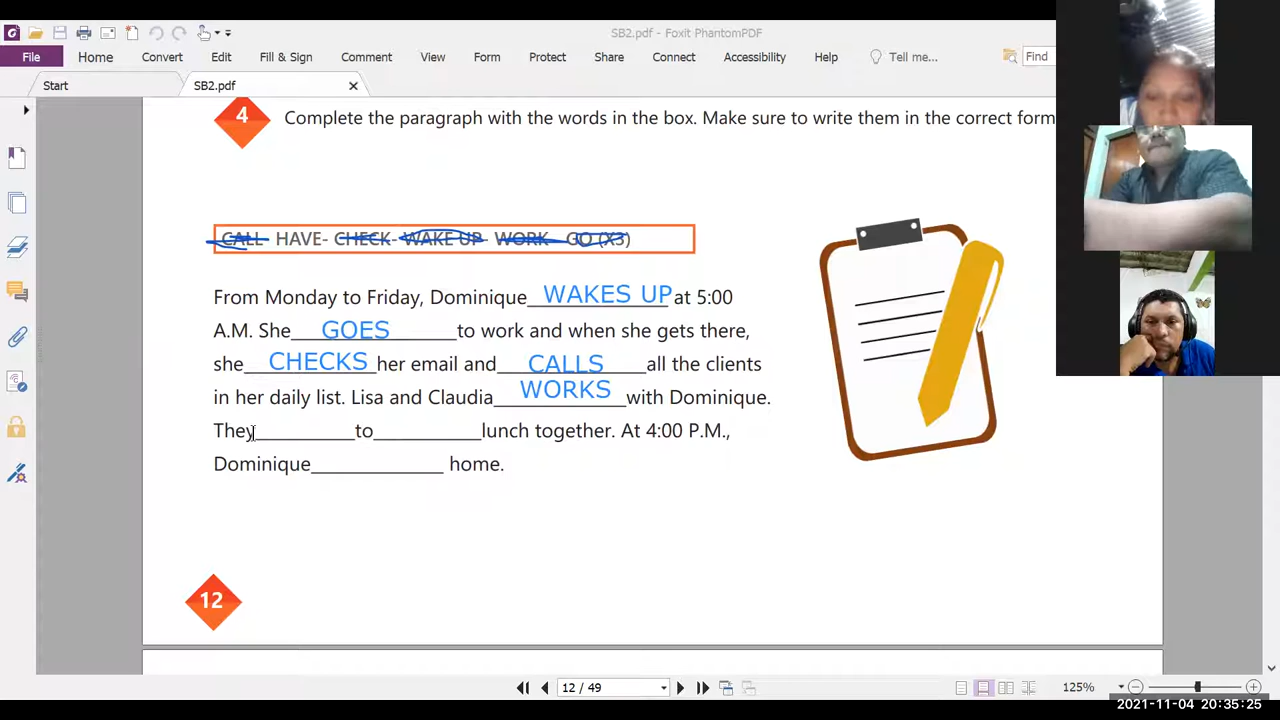 SB2.pdf - Foxit PhantomPDF
File Home Convert Edit Fill & Sign Comment View Form Protect Share Connect Accessibility Help Tell me... Find
Start SB2.pdf
4 Complete the paragraph with the words in the box. Make sure to write them in the correct form
CALL- HAVE- CHECK- WAKE UP- WORK- GO (X3)
From Monday to Friday, Dominique WAKES UP at 5:00
A.M. She GOES to work and when she gets there,
she CHECKS her email and CALLS all the clients
in her daily list. Lisa and Claudia WORKS with Dominique.
They__________to___________lunch together. At 4:00 P.M.,
Dominique_____________ home.
12
12 / 49 125%
2021-11-04 20:35:25